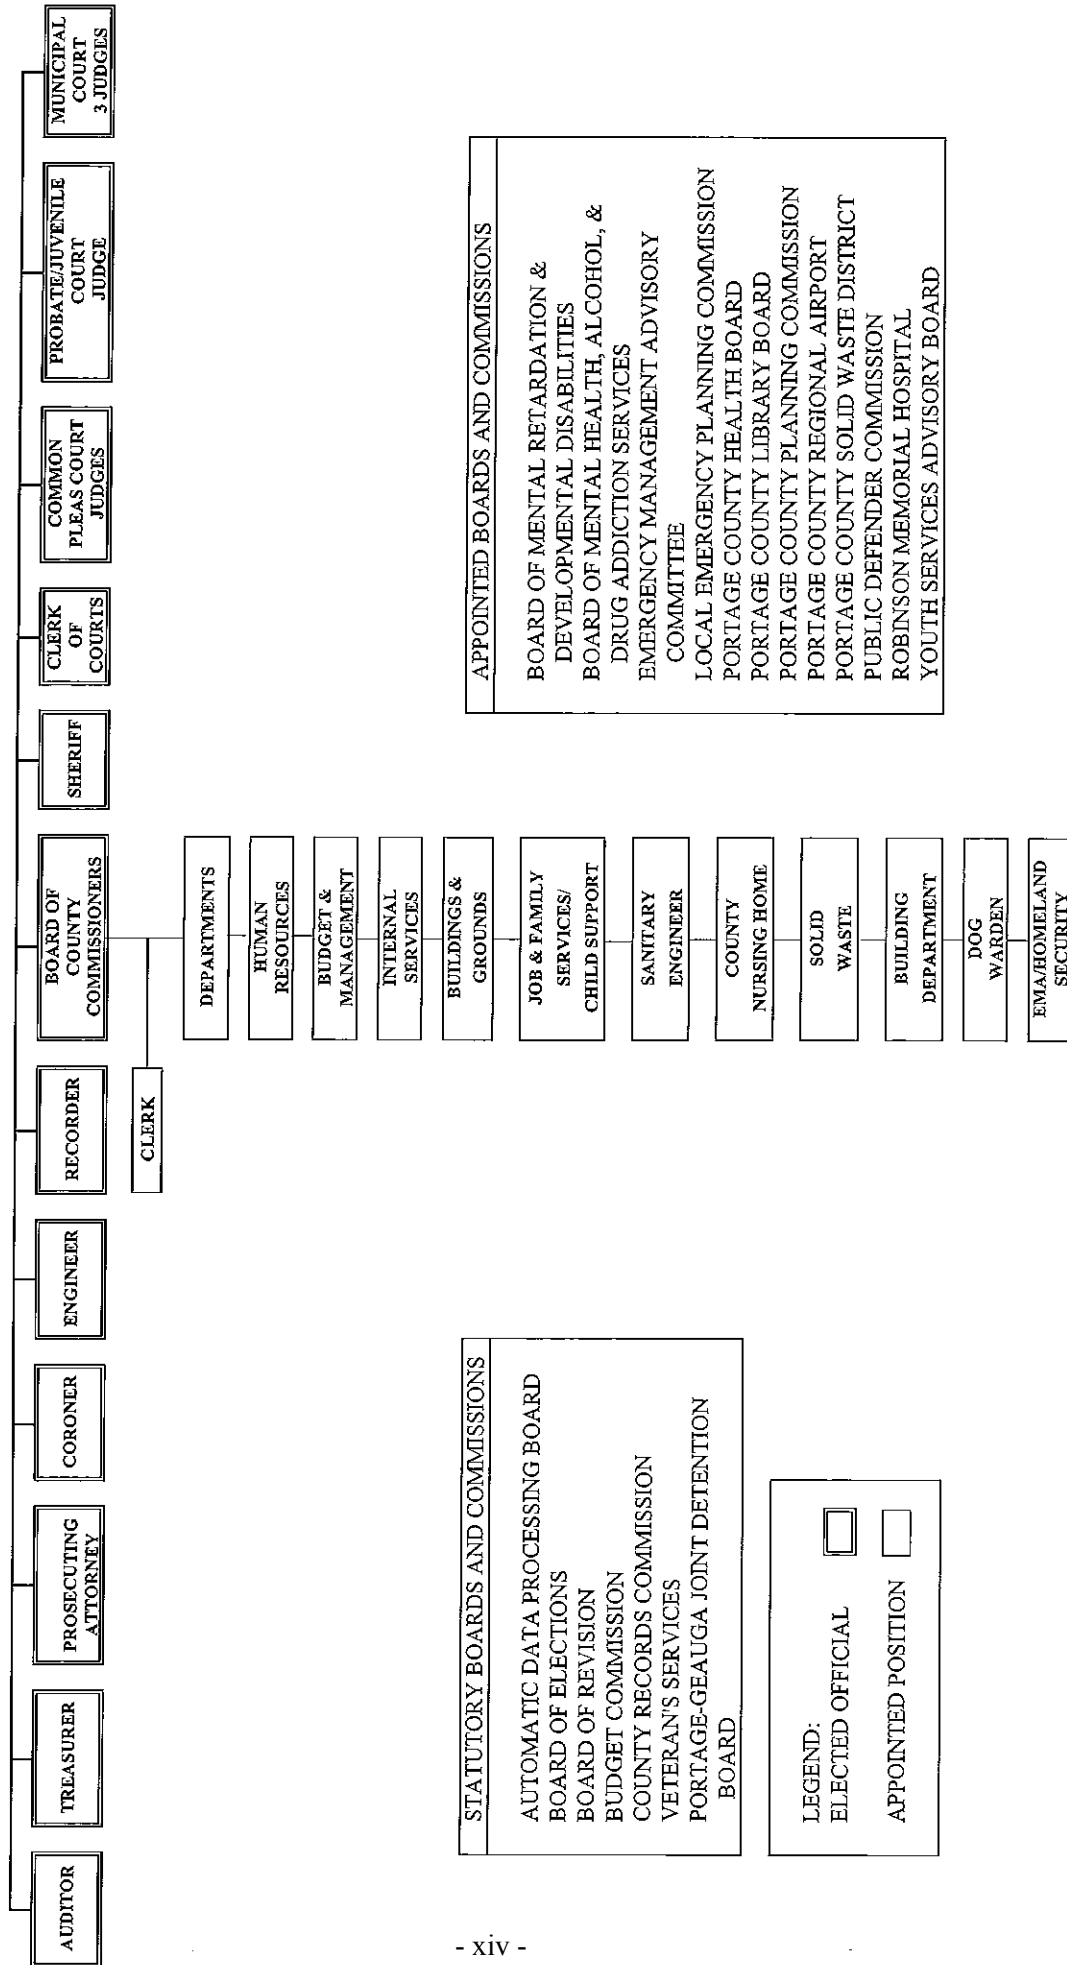 AUDITOR
TREASURER
PROSECUTING
ATTORNEY
CORONER
ENGINEER
RECORDER
BOARD OF
COUNTY
COMMISSIONERS
SHERIFF
CLERK
OF
COURTS
COMMON
PLEAS COURT
JUDGES
PROBATE/JUVENILE
COURT
JUDGE
MUNICIPAL
COURT
3 JUDGES
CLERK
DEPARTMENTS
HUMAN
RESOURCES
BUDGET &
MANAGEMENT
INTERNAL
SERVICES
BUILDINGS &
GROUNDS
JOB & FAMILY
SERVICES/
CHILD SUPPORT
SANITARY
ENGINEER
COUNTY
NURSING HOME
SOLID
WASTE
BUILDING
DEPARTMENT
DOG
WARDEN
EMA/HOMELAND
SECURITY
STATUTORY BOARDS AND COMMISSIONS
AUTOMATIC DATA PROCESSING BOARD
BOARD OF ELECTIONS
BOARD OF REVISION
BUDGET COMMISSION
COUNTY RECORDS COMMISSION
VETERAN'S SERVICES
PORTAGE-GEAUGA JOINT DETENTION
BOARD
APPOINTED BOARDS AND COMMISSIONS
BOARD OF MENTAL RETARDATION &
DEVELOPMENTAL DISABILITIES
BOARD OF MENTAL HEALTH, ALCOHOL, &
DRUG ADDICTION SERVICES
EMERGENCY MANAGEMENT ADVISORY
COMMITTEE
LOCAL EMERGENCY PLANNING COMMISSION
PORTAGE COUNTY HEALTH BOARD
PORTAGE COUNTY LIBRARY BOARD
PORTAGE COUNTY PLANNING COMMISSION
PORTAGE COUNTY REGIONAL AIRPORT
PORTAGE COUNTY SOLID WASTE DISTRICT
PUBLIC DEFENDER COMMISSION
ROBINSON MEMORIAL HOSPITAL
YOUTH SERVICES ADVISORY BOARD
LEGEND:
ELECTED OFFICIAL
APPOINTED POSITION
- xiv -